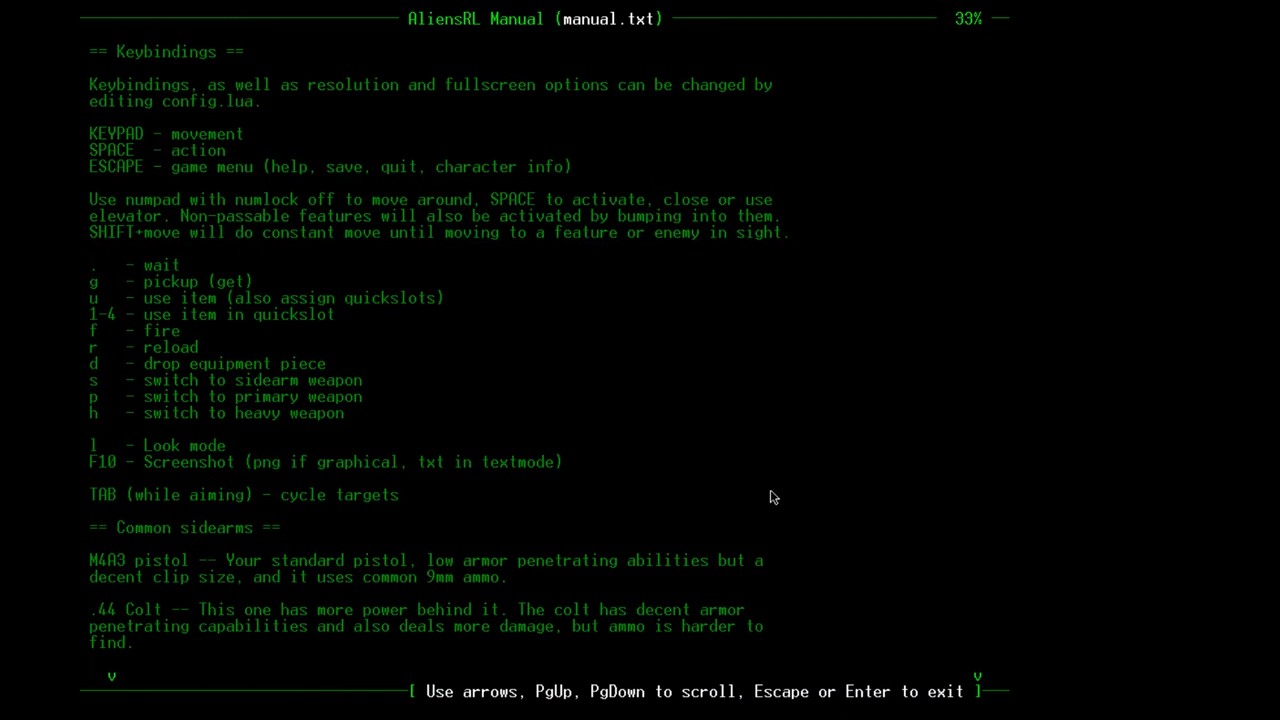 AliensRL Manual (manual.txt) 33%
== Keybindings ==
Keybindings, as well as resolution and fullscreen options can be changed by
editing config.lua.
KEYPAD - movement
SPACE  - action
ESCAPE - game menu (help, save, quit, character info)
Use numpad with numlock off to move around, SPACE to activate, close or use
elevator. Non-passable features will also be activated by bumping into them.
SHIFT+move will do constant move until moving to a feature or enemy in sight.
.   - wait
g   - pickup (get)
u   - use item (also assign quickslots)
1-4 - use item in quickslot
f   - fire
r   - reload
d   - drop equipment piece
s   - switch to sidearm weapon
p   - switch to primary weapon
h   - switch to heavy weapon
l   - Look mode
F10 - Screenshot (png if graphical, txt in textmode)
TAB (while aiming) - cycle targets
== Common sidearms ==
M4A3 pistol -- Your standard pistol, low armor penetrating abilities but a
decent clip size, and it uses common 9mm ammo.
.44 Colt -- This one has more power behind it. The colt has decent armor
penetrating capabilities and also deals more damage, but ammo is harder to
find.
v v
[ Use arrows, PgUp, PgDown to scroll, Escape or Enter to exit ]